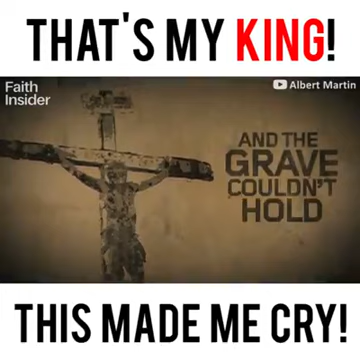 THAT'S MY KING!
Faith
Insider
Albert Martin
AND THE
GRAVE
COULDN'T
HOLD
THIS MADE ME CRY!